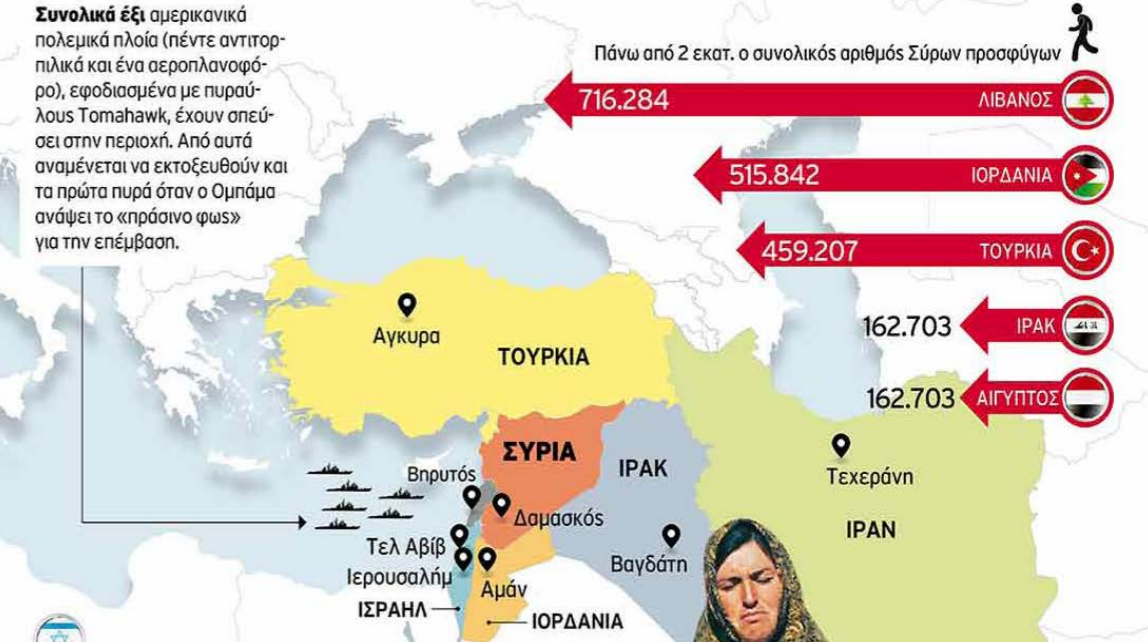 Συνολικά έξι αμερικανικά
πολεμικά πλοία (πέντε αντιτορ-
πιλικά και ένα αεροπλανοφό-
ρο), εφοδιασμένα με πυραύ-
λους Tomahawk, έχουν σπεύ-
σει στην περιοχή. Από αυτά
αναμένεται να εκτοξευθούν και
τα πρώτα πυρά όταν ο Ομπάμα
ανάψει το «πράσινο φως»
για την επέμβαση.
Πάνω από 2 εκατ. ο συνολικός αριθμός Σύρων προσφύγων
716.284 ΛΙΒΑΝΟΣ
515.842 ΙΟΡΔΑΝΙΑ
459.207 ΤΟΥΡΚΙΑ
162.703 ΙΡΑΚ
162.703 ΑΙΓΥΠΤΟΣ
Αγκυρα
ΤΟΥΡΚΙΑ
ΣΥΡΙΑ
ΙΡΑΚ
Βηρυτός
Τεχεράνη
Δαμασκός
ΙΡΑΝ
Τελ Αβίβ
Βαγδάτη
Ιερουσαλήμ
Αμάν
ΙΣΡΑΗΛ
ΙΟΡΔΑΝΙΑ